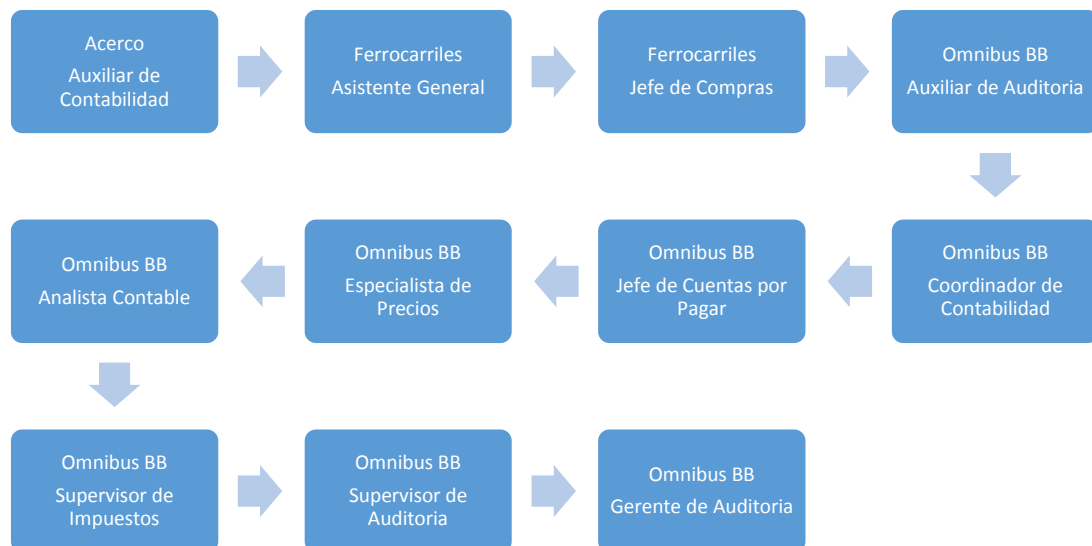 Acerco
Auxiliar de
Contabilidad
Ferrocarriles
Asistente General
Ferrocarriles
Jefe de Compras
Omnibus BB
Auxiliar de Auditoria
Omnibus BB
Coordinador de
Contabilidad
Omnibus BB
Jefe de Cuentas por
Pagar
Omnibus BB
Especialista de
Precios
Omnibus BB
Analista Contable
Omnibus BB
Supervisor de
Impuestos
Omnibus BB
Supervisor de
Auditoria
Omnibus BB
Gerente de Auditoria